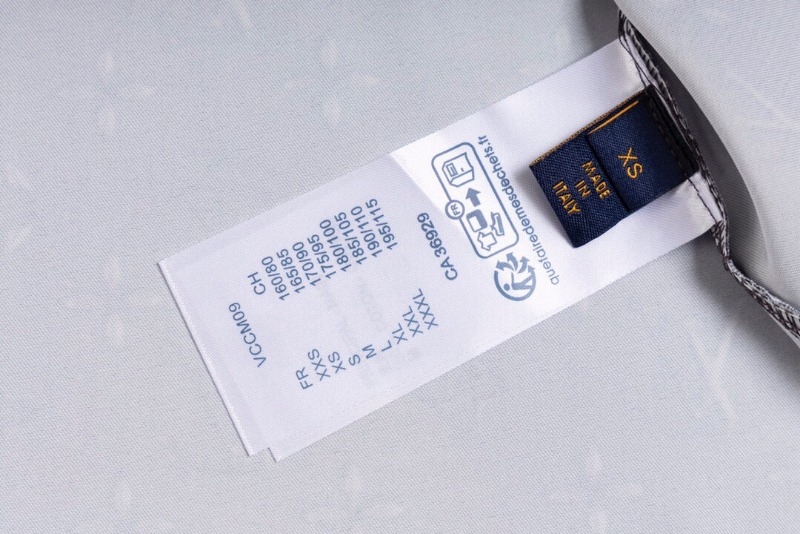 VCCM09
FR CH
XXS 160/80
XS 165/85
S 170/90
M 175/95
L 180/100
XL 185/105
XXL 190/110
XXXL 195/115
CA 36929
FR
quefairedemesdechets.fr
XS
MADE
IN
ITALY